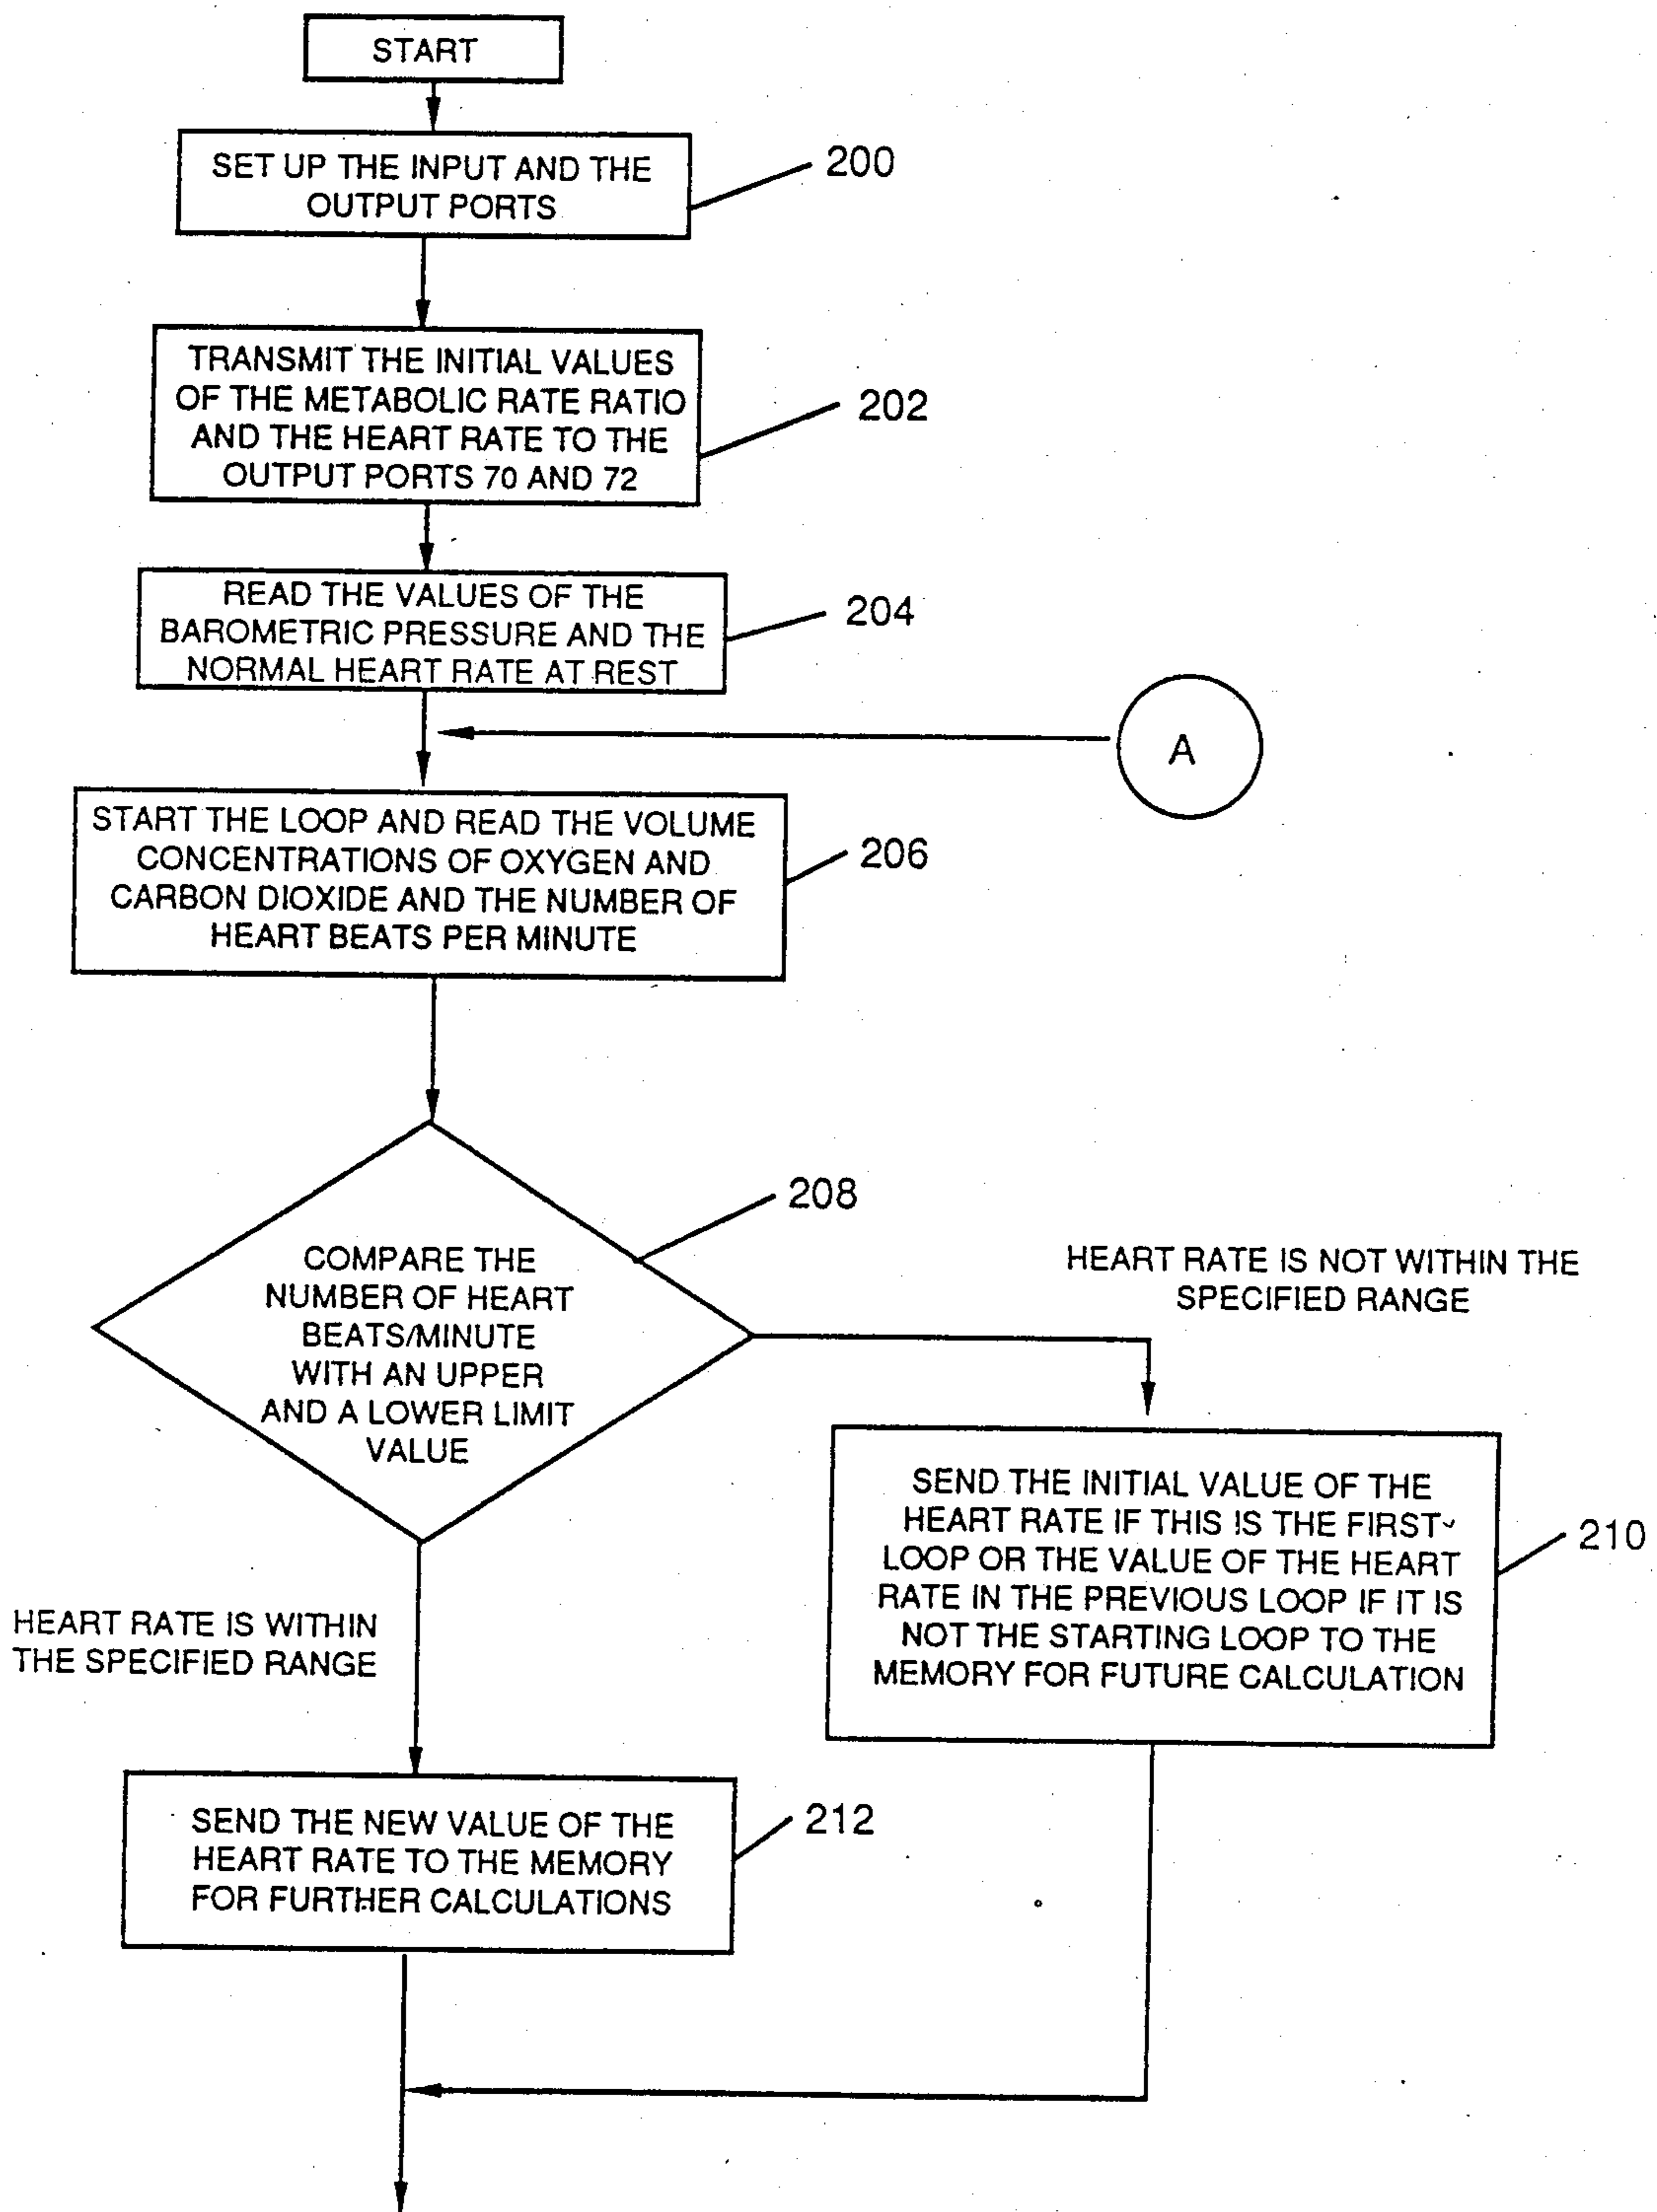 START
SET UP THE INPUT AND THE
OUTPUT PORTS
200
TRANSMIT THE INITIAL VALUES
OF THE METABOLIC RATE RATIO
AND THE HEART RATE TO THE
OUTPUT PORTS 70 AND 72
202
READ THE VALUES OF THE
BAROMETRIC PRESSURE AND THE
NORMAL HEART RATE AT REST
204
A
START THE LOOP AND READ THE VOLUME
CONCENTRATIONS OF OXYGEN AND
CARBON DIOXIDE AND THE NUMBER OF
HEART BEATS PER MINUTE
206
COMPARE THE
NUMBER OF HEART
BEATS/MINUTE
WITH AN UPPER
AND A LOWER LIMIT
VALUE
208
HEART RATE IS NOT WITHIN THE
SPECIFIED RANGE
SEND THE INITIAL VALUE OF THE
HEART RATE IF THIS IS THE FIRST
LOOP OR THE VALUE OF THE HEART
RATE IN THE PREVIOUS LOOP IF IT IS
NOT THE STARTING LOOP TO THE
MEMORY FOR FUTURE CALCULATION
210
HEART RATE IS WITHIN
THE SPECIFIED RANGE
SEND THE NEW VALUE OF THE
HEART RATE TO THE MEMORY
FOR FURTHER CALCULATIONS
212